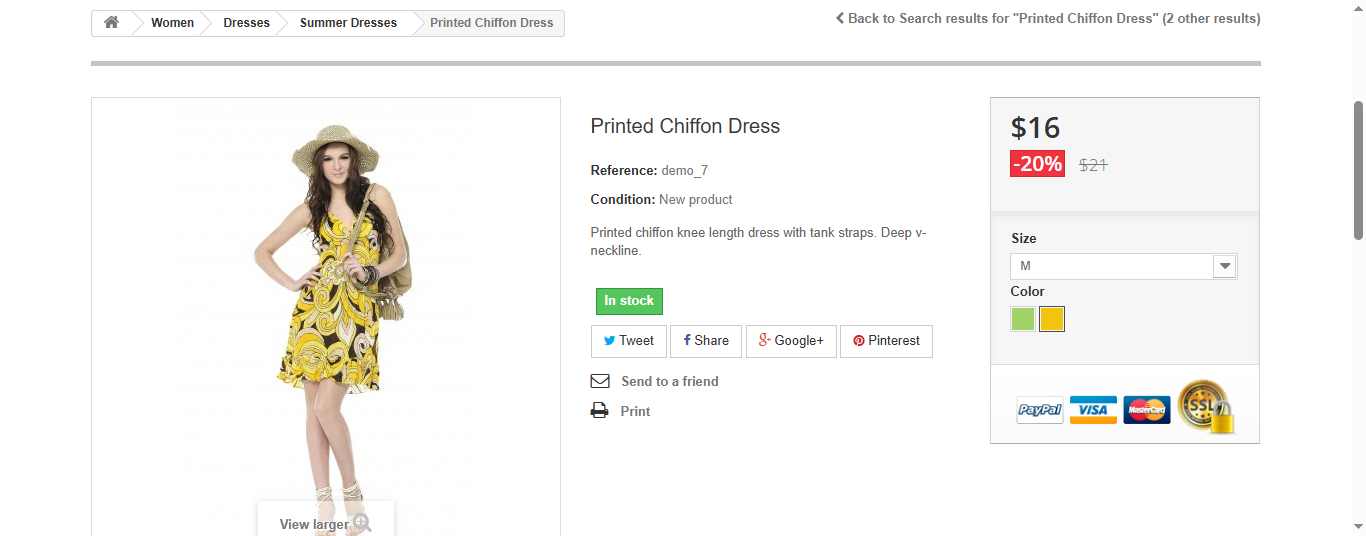 Women Dresses Summer Dresses Printed Chiffon Dress
Back to Search results for "Printed Chiffon Dress" (2 other results)
View larger
Printed Chiffon Dress
Reference: demo_7
Condition: New product
Printed chiffon knee length dress with tank straps. Deep v-
neckline.
In stock
Tweet Share Google+ Pinterest
Send to a friend
Print
$16
-20% $21
Size
M
Color
PayPal VISA MasterCard SSL